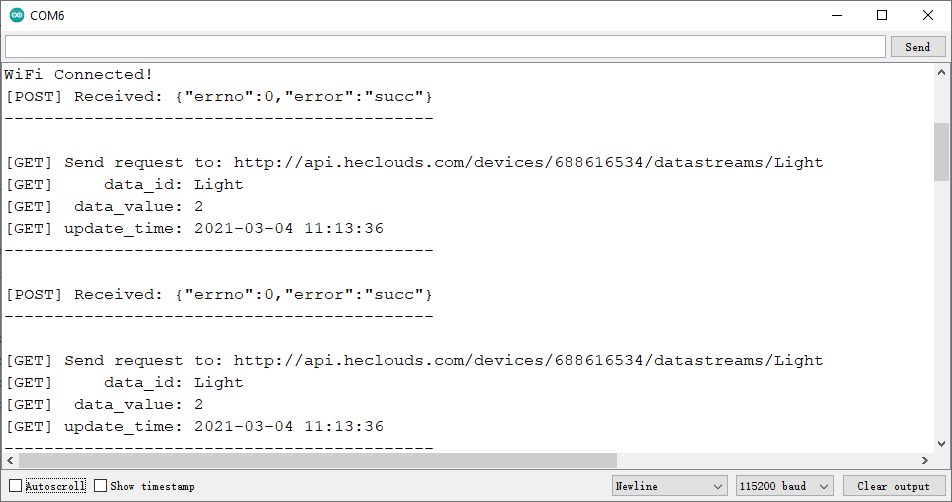 COM6
Send
WiFi Connected!
[POST] Received: {"errno":0,"error":"succ"}
-------------------------------------------
[GET] Send request to: http://api.heclouds.com/devices/688616534/datastreams/Light
[GET]     data_id: Light
[GET]  data_value: 2
[GET] update_time: 2021-03-04 11:13:36
-------------------------------------------
[POST] Received: {"errno":0,"error":"succ"}
-------------------------------------------
[GET] Send request to: http://api.heclouds.com/devices/688616534/datastreams/Light
[GET]     data_id: Light
[GET]  data_value: 2
[GET] update_time: 2021-03-04 11:13:36
-------------------------------------------
Autoscroll Show timestamp Newline 115200 baud Clear output